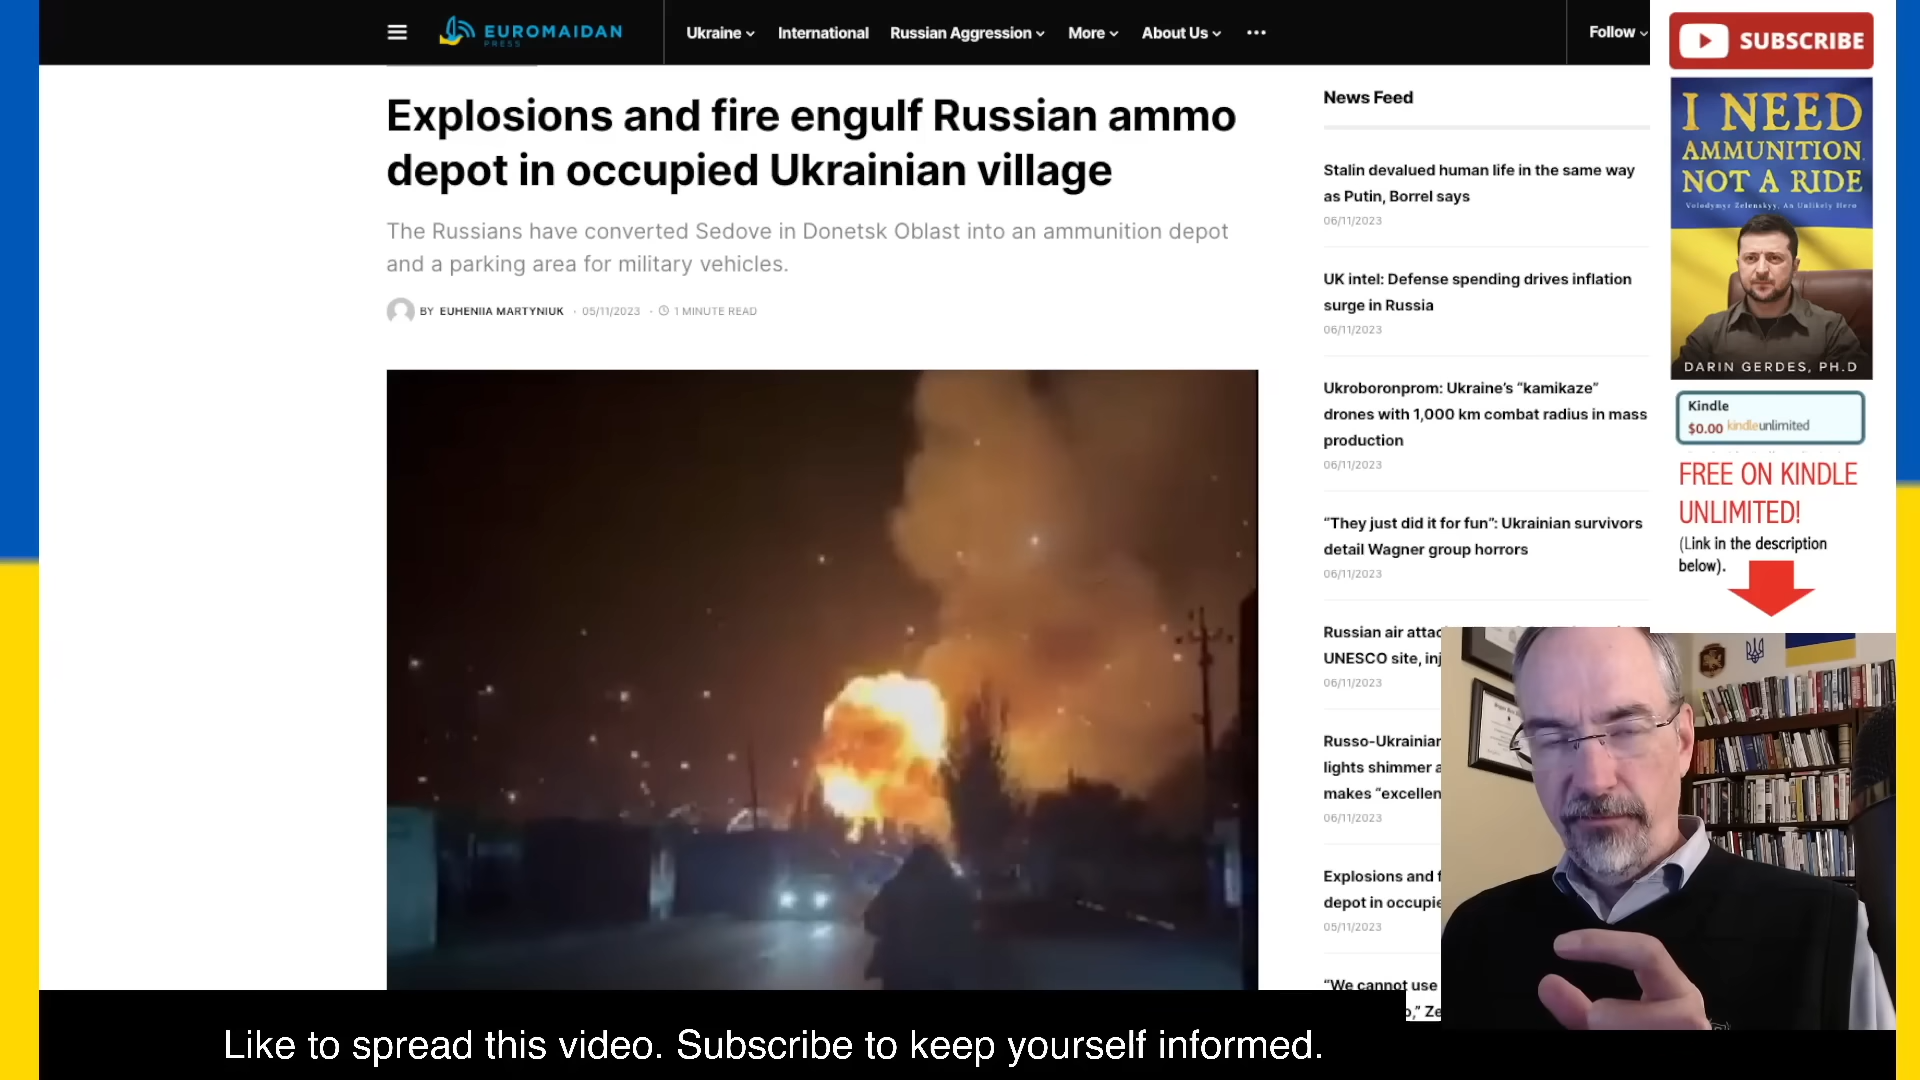 EUROMAIDAN
PRESS
Ukraine
International
Russian Aggression
More
About Us
Follow
Explosions and fire engulf Russian ammo
depot in occupied Ukrainian village
The Russians have converted Sedove in Donetsk Oblast into an ammunition depot
and a parking area for military vehicles.
BY EUHENIIA MARTYNIUK · 05/11/2023 · 1 MINUTE READ
News Feed
Stalin devalued human life in the same way
as Putin, Borrel says
06/11/2023
UK intel: Defense spending drives inflation
surge in Russia
06/11/2023
Ukroboronprom: Ukraine's “kamikaze”
drones with 1,000 km combat radius in mass
production
06/11/2023
“They just did it for fun”: Ukrainian survivors
detail Wagner group horrors
06/11/2023
Russian air
UNESCO site,
06/11/2023
lights shimmer
makes
06/11/2023
Explosions and
depot in
05/11/2023
“We cannot use
SUBSCRIBE
I NEED
AMMUNITION,
NOT A RIDE
Volodymyr Zelenskyy, An Unlikely Hero
DARIN GERDES, PH.D
Kindle
$0.00 kindleunlimited
FREE ON KINDLE
UNLIMITED!
(Link in the description
below).
Like to spread this video. Subscribe to keep yourself informed.